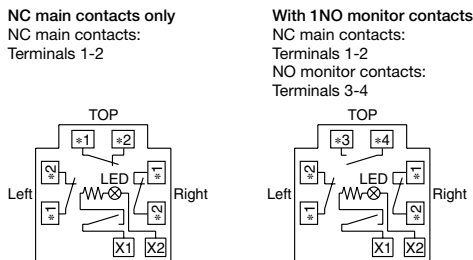 NC main contacts only
NC main contacts:
Terminals 1-2
TOP
*1 *2
*2 LED *1
Left Right
*1 *2
X1 X2
With 1NO monitor contacts
NC main contacts:
Terminals 1-2
NO monitor contacts:
Terminals 3-4
TOP
*3 *4
*2 LED *1
Left Right
*1 *2
X1 X2